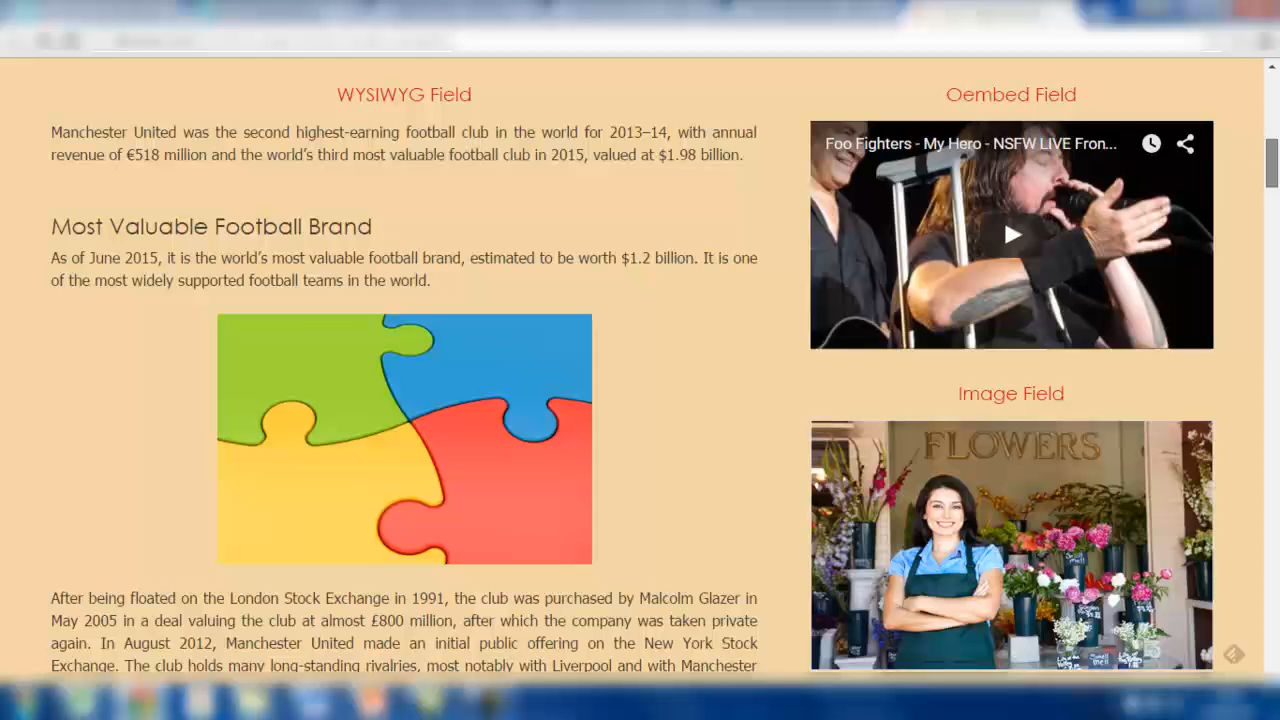 WYSIWYG Field
Manchester United was the second highest-earning football club in the world for 2013–14, with annual
revenue of €518 million and the world's third most valuable football club in 2015, valued at $1.98 billion.
Most Valuable Football Brand
As of June 2015, it is the world's most valuable football brand, estimated to be worth $1.2 billion. It is one
of the most widely supported football teams in the world.
After being floated on the London Stock Exchange in 1991, the club was purchased by Malcolm Glazer in
May 2005 in a deal valuing the club at almost £800 million, after which the company was taken private
again. In August 2012, Manchester United made an initial public offering on the New York Stock
Exchange. The club holds many long-standing rivalries, most notably with Liverpool and with Manchester
Oembed Field
Foo Fighters - My Hero - NSFW LIVE Fron...
Image Field
FLOWERS